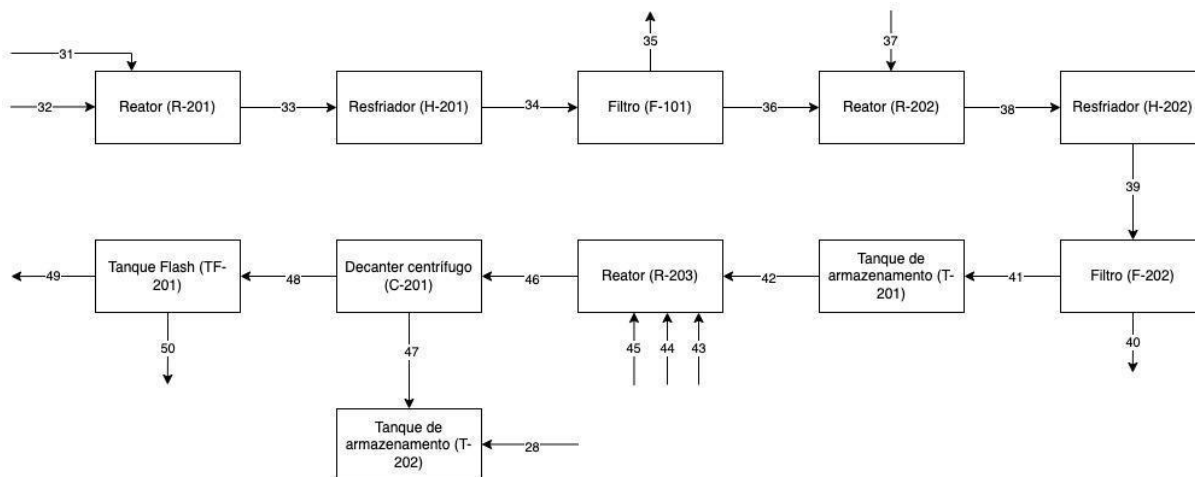 35
37
31
32
Reator (R-201)
33
Resfriador (H-201)
34
Filtro (F-101)
36
Reator (R-202)
38
Resfriador (H-202)
39
49
Tanque Flash (TF-
201)
48
Decanter centrifugo
(C-201)
46
Reator (R-203)
42
Tanque de
armazenamento (T-
201)
41
Filtro (F-202)
50
47
45
44
43
40
Tanque de
armazenamento (T-
202)
28